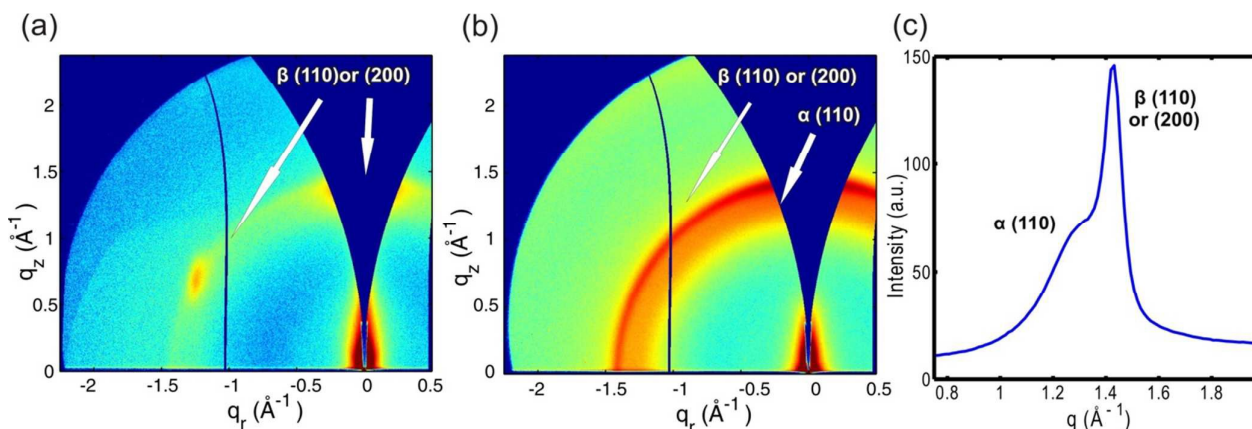 (a)
β (110)or (200)
q_z (Å⁻¹)
2
1.5
1
0.5
0
-2
-1.5
-1
-0.5
0
0.5
q_r (Å⁻¹)
(b)
β (110) or (200)
α (110)
q_z (Å⁻¹)
2
1.5
1
0.5
0
-2
-1.5
-1
-0.5
0
0.5
q_r (Å⁻¹)
(c)
β (110)
or (200)
α (110)
Intensity (a.u.)
150
100
50
0
0.8
1
1.2
1.4
1.6
1.8
q (Å⁻¹)